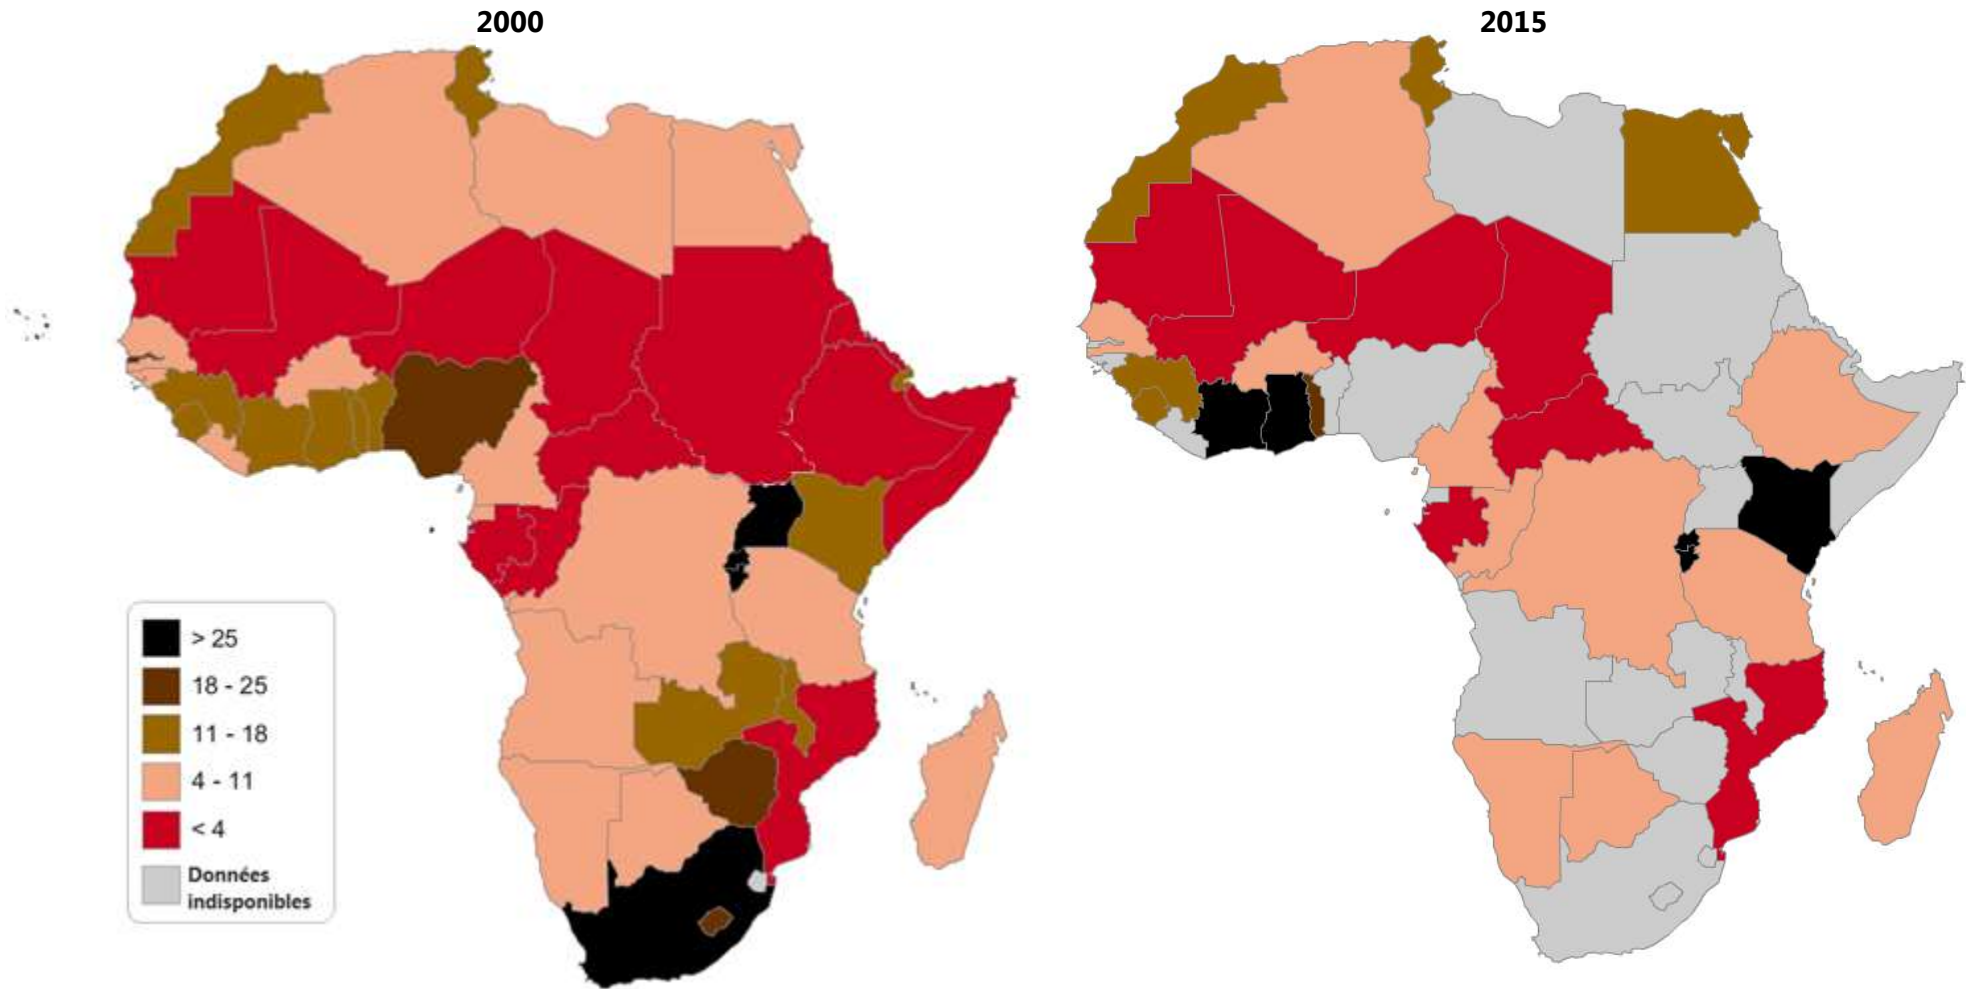 2000
2015
> 25
18 - 25
11 - 18
4 - 11
< 4
Données
indisponibles